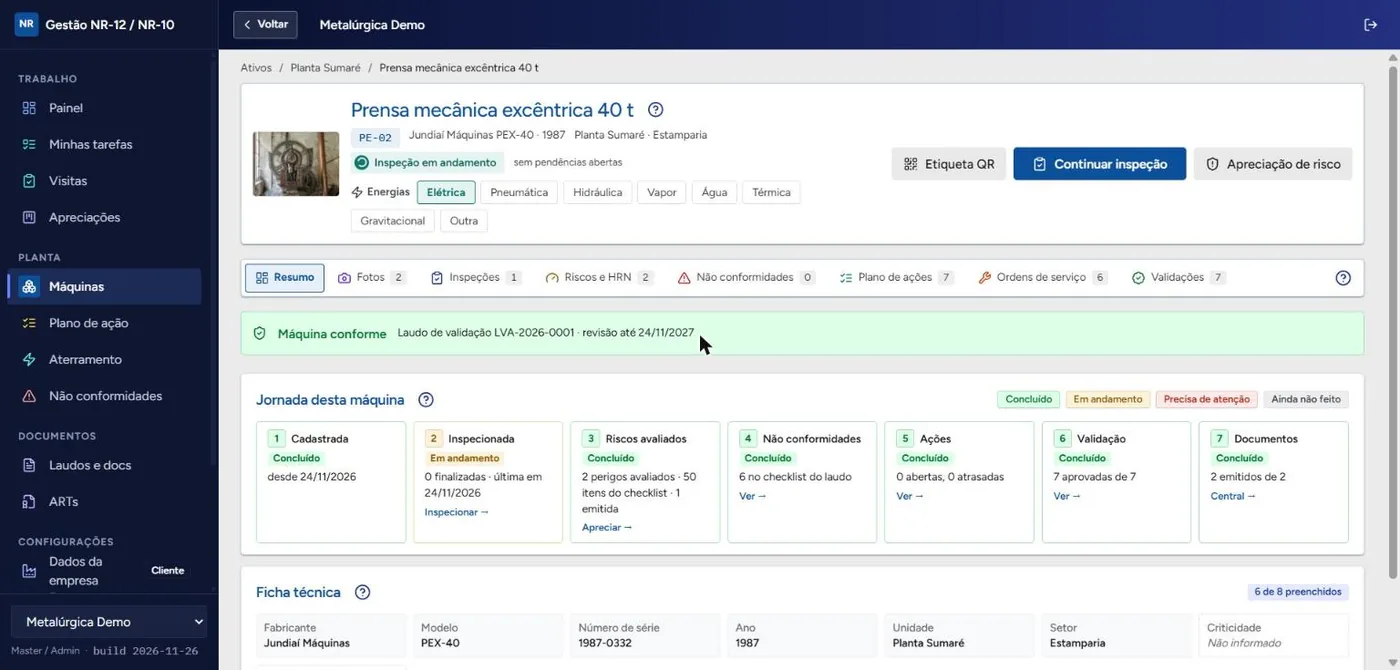 NR Gestão NR-12 / NR-10
TRABALHO
Painel
Minhas tarefas
Visitas
Apreciações
PLANTA
Máquinas
Plano de ação
Aterramento
Não conformidades
DOCUMENTOS
Laudos e docs
ARTs
CONFIGURAÇÕES
Dados da
empresa
Cliente
Metalúrgica Demo
Master / Admin · build 2026-11-26
Voltar Metalúrgica Demo
Ativos / Planta Sumaré / Prensa mecânica excêntrica 40 t
Prensa mecânica excêntrica 40 t ?
PE-02 Jundiaí Máquinas PEX-40 · 1987 Planta Sumaré · Estamparia
Inspeção em andamento sem pendências abertas
Energias Elétrica Pneumática Hidráulica Vapor Água Térmica
Gravitacional Outra
Etiqueta QR Continuar inspeção Apreciação de risco
Resumo Fotos 2 Inspeções 1 Riscos e HRN 2 Não conformidades 0 Plano de ações 7 Ordens de serviço 6 Validações 7 ?
Máquina conforme Laudo de validação LVA-2026-0001 · revisão até 24/11/2027
Jornada desta máquina ? Concluído Em andamento Precisa de atenção Ainda não feito
1 Cadastrada
Concluído
desde 24/11/2026
2 Inspecionada
Em andamento
0 finalizadas · última em
24/11/2026
Inspecionar →
3 Riscos avaliados
Concluído
2 perigos avaliados · 50
itens do checklist · 1
emitida
Apreciar →
4 Não conformidades
Concluído
6 no checklist do laudo
Ver →
5 Ações
Concluído
0 abertas, 0 atrasadas
Ver →
6 Validação
Concluído
7 aprovadas de 7
Ver →
7 Documentos
Concluído
2 emitidos de 2
Central →
Ficha técnica ? 6 de 8 preenchidos
Fabricante
Jundiaí Máquinas
Modelo
PEX-40
Número de série
1987-0332
Ano
1987
Unidade
Planta Sumaré
Setor
Estamparia
Criticidade
Não informado